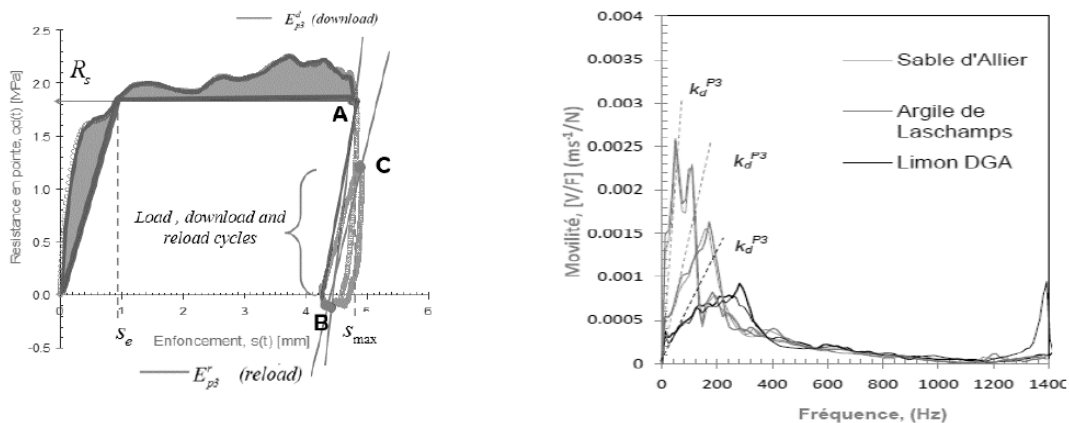 E_p3^d (download)
2.5
2.0
1.5
1.0
0.5
0.0
-0.5
Resistance en pointe, qd(t) [MPa]
R_s
A
C
B
Load , download and
reload cycles
0 1 2 3 4 5 6
s_e
s_max
Enfoncement, s(t) [mm]
E_p3^r (reload)
0.004
0.0035
0.003
0.0025
0.002
0.0015
0.001
0.0005
0
Movilité, [V/F] (ms^-1/N)
k_d^P3
k_d^P3
k_d^P3
Sable d'Allier
Argile de
Laschamps
Limon DGA
0 200 400 600 800 1000 1200 1400
Fréquence, (Hz)